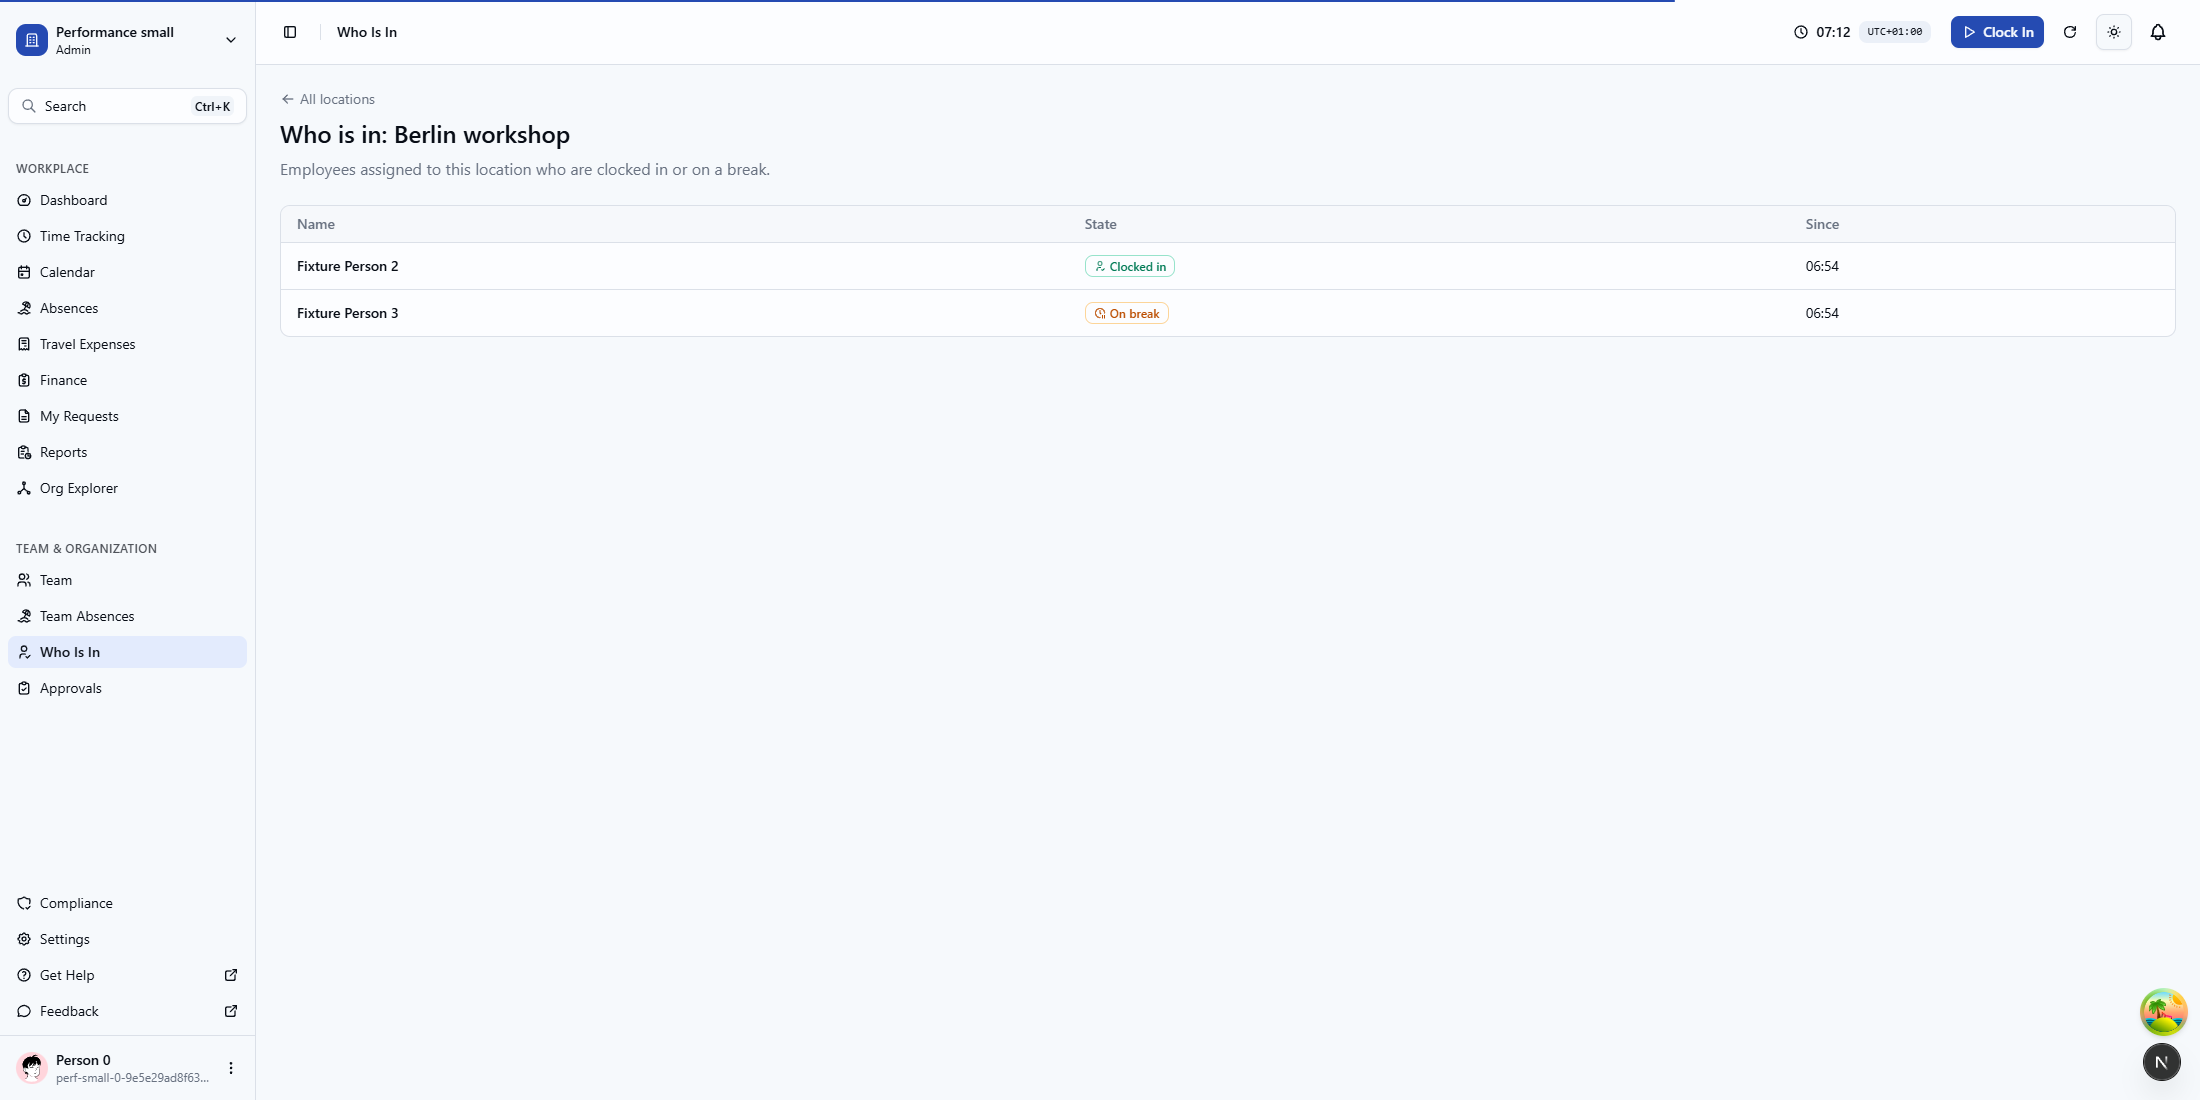 Performance small
Admin
Search
Ctrl+K
WORKPLACE
Dashboard
Time Tracking
Calendar
Absences
Travel Expenses
Finance
My Requests
Reports
Org Explorer
TEAM & ORGANIZATION
Team
Team Absences
Who Is In
Approvals
Compliance
Settings
Get Help
Feedback
Person 0
perf-small-0-9e5e29ad8f63...
Who Is In
07:12
UTC+01:00
Clock In
All locations
Who is in: Berlin workshop
Employees assigned to this location who are clocked in or on a break.
Name State Since
Fixture Person 2 Clocked in 06:54
Fixture Person 3 On break 06:54
N